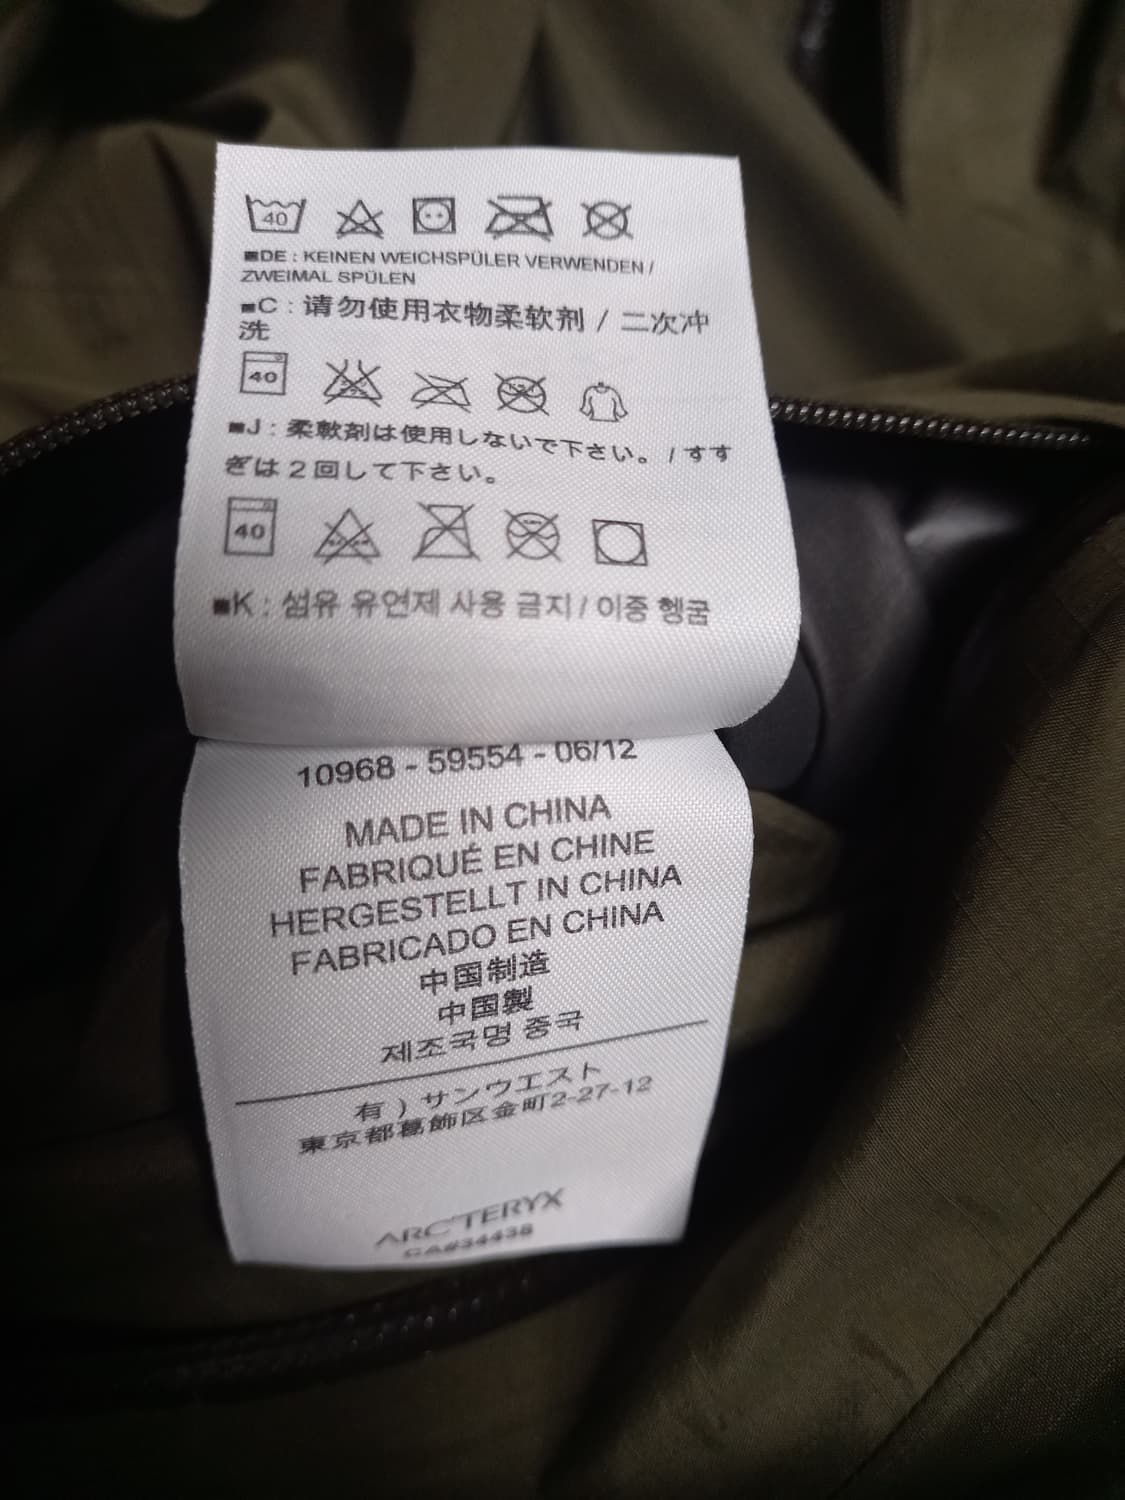 40
■DE : KEINEN WEICHSPÜLER VERWENDEN /
ZWEIMAL SPÜLEN
■C : 请勿使用衣物柔软剂 / 二次冲
洗
40
■J : 柔軟剤は使用しないで下さい。 / すす
ぎは２回して下さい。
40
■K : 섬유 유연제 사용 금지 / 이중 헹굼
10968 - 59554 - 06/12
MADE IN CHINA
FABRIQUÉ EN CHINE
HERGESTELLT IN CHINA
FABRICADO EN CHINA
中国制造
中国製
제조국명 중국
有 ) サンウエスト
東京都葛飾区金町2-27-12
ARC'TERYX
CA#34438